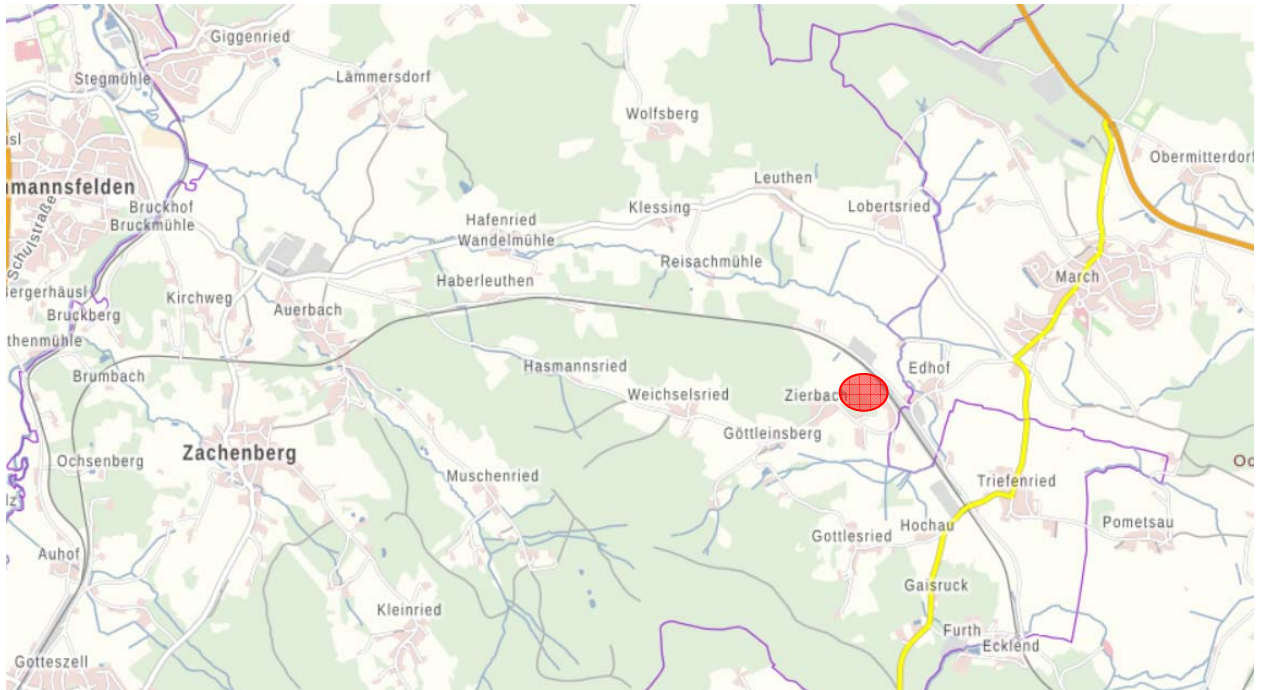 Giggenried
Stegmühle
Lämmersdorf
Wolfsberg
Obermitterdorf
Leuthen
nmannsfelden
Bruckhof
Bruckmühle
Schulstraße
Hafenried
Wandelmühle
Klessing
Lobertsried
Reisachmühle
March
Bergerhäusl
Kirchweg
Haberleuthen
Bruckberg
Auerbach
thenmühle
Brumbach
Hasmannsried
Edhof
Weichselsried
Zierbach
Göttleinsberg
Zachenberg
Ochsenberg
Muschenried
Triefenried
Hochau
Pometsau
Gottlesried
Auhof
Gaisruck
Kleinried
Furth
Ecklend
Gotteszell